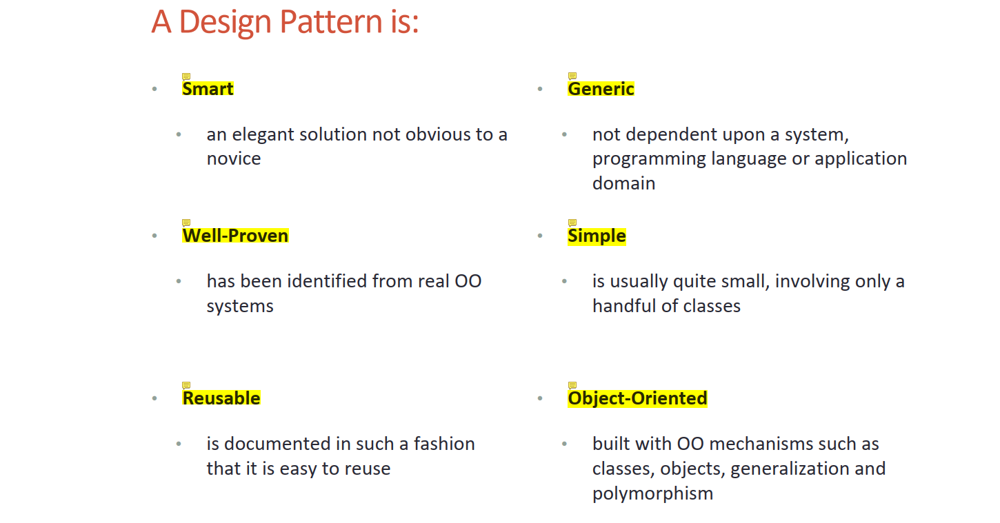 A Design Pattern is:
• Smart
• an elegant solution not obvious to a
novice
• Well-Proven
• has been identified from real OO
systems
• Reusable
• is documented in such a fashion
that it is easy to reuse
• Generic
• not dependent upon a system,
programming language or application
domain
• Simple
• is usually quite small, involving only a
handful of classes
• Object-Oriented
• built with OO mechanisms such as
classes, objects, generalization and
polymorphism